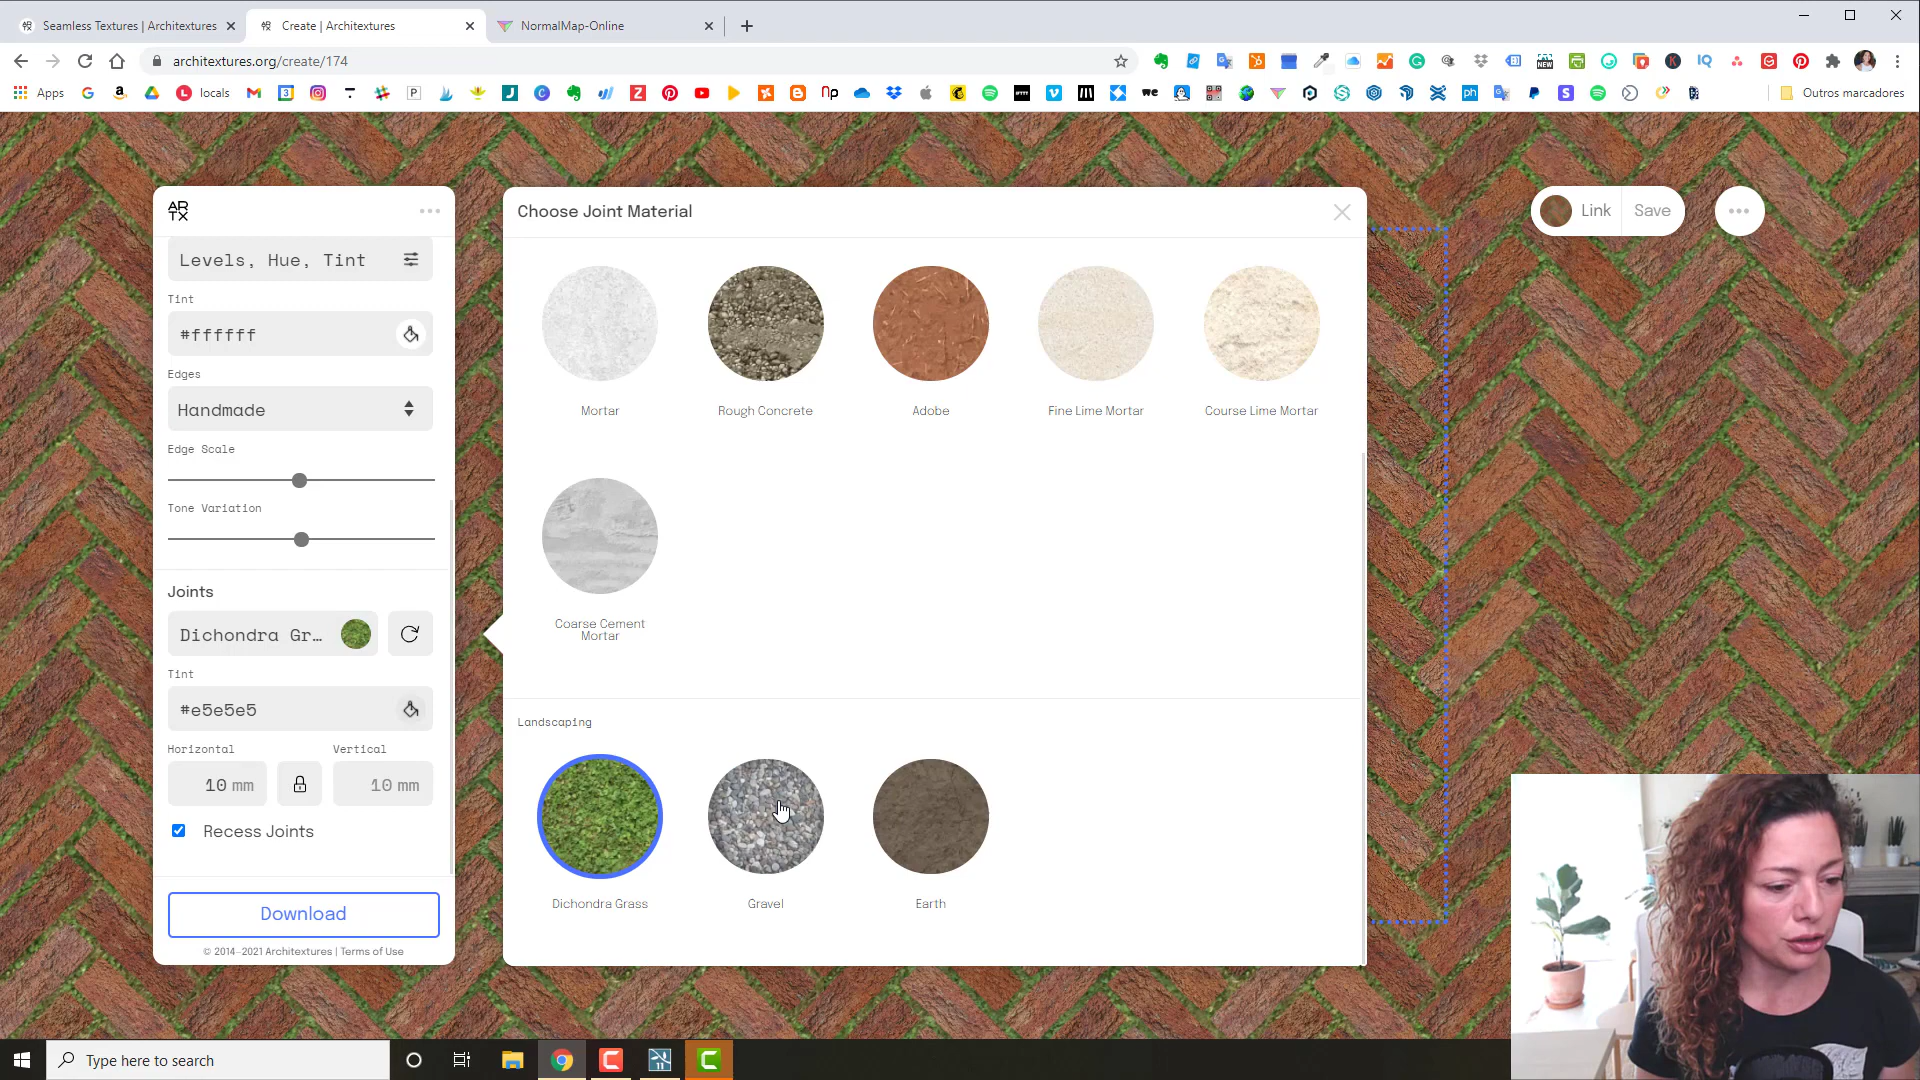 Seamless Textures | Architextures
Create | Architextures
NormalMap-Online
architextures.org/create/174
Apps
locals
Outros marcadores
AR
TX
Choose Joint Material
Link
Save
Levels, Hue, Tint
Tint
#ffffff
Edges
Handmade
Edge Scale
Tone Variation
Joints
Dichondra Gr…
Tint
#e5e5e5
Horizontal
Vertical
10 mm
10 mm
Recess Joints
Download
© 2014–2021 Architextures | Terms of Use
Mortar
Rough Concrete
Adobe
Fine Lime Mortar
Course Lime Mortar
Coarse Cement
Mortar
Landscaping
Dichondra Grass
Gravel
Earth
Type here to search